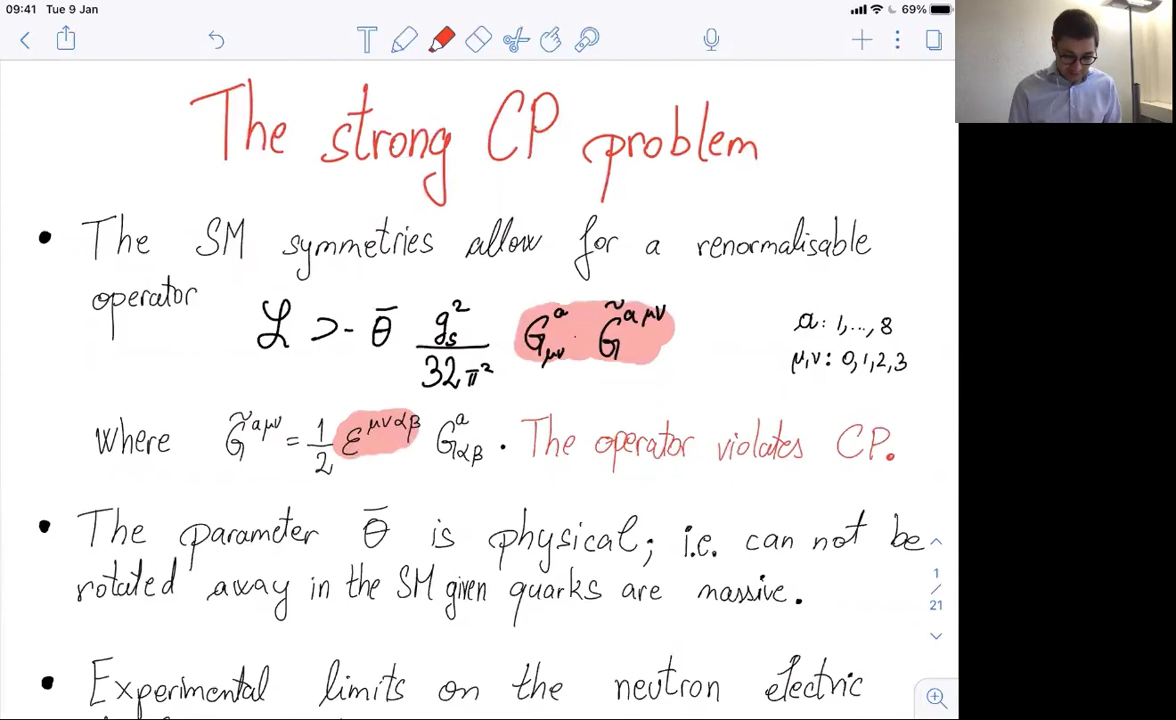 09:41 Tue 9 Jan 69%
The strong CP problem
• The SM symmetries allow for a renormalisable
operator ℒ ⊃ - θ̄ g_s²/32π² G^a_μν G̃^{aμν} a: 1,...,8
μ,ν: 0,1,2,3
where G̃^{aμν} = 1/2 ε^{μναβ} G^a_αβ . The operator violates CP.
• The parameter θ̄ is physical; i.e. can not be
rotated away in the SM given quarks are massive.
1
/
21
• Experimental limits on the neutron electric